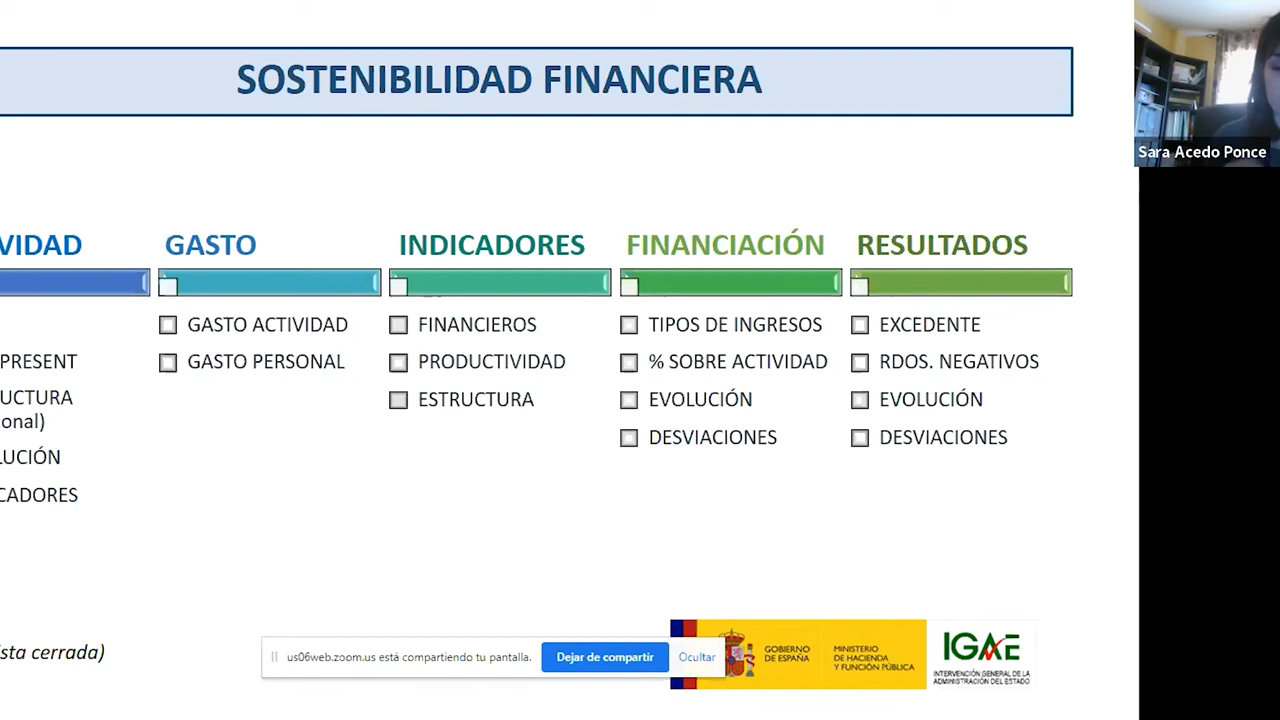 SOSTENIBILIDAD FINANCIERA
Sara Acedo Ponce
VIDAD
PRESENT
UCTURA
onal)
LUCIÓN
CADORES
GASTO
GASTO ACTIVIDAD
GASTO PERSONAL
INDICADORES
FINANCIEROS
PRODUCTIVIDAD
ESTRUCTURA
FINANCIACIÓN
TIPOS DE INGRESOS
% SOBRE ACTIVIDAD
EVOLUCIÓN
DESVIACIONES
RESULTADOS
EXCEDENTE
RDOS. NEGATIVOS
EVOLUCIÓN
DESVIACIONES
sta cerrada)
us06web.zoom.us está compartiendo tu pantalla.
Dejar de compartir
Ocultar
GOBIERNO
DE ESPAÑA
MINISTERIO
DE HACIENDA
Y FUNCIÓN PÚBLICA
IGAE
INTERVENCIÓN GENERAL DE LA
ADMINISTRACIÓN DEL ESTADO